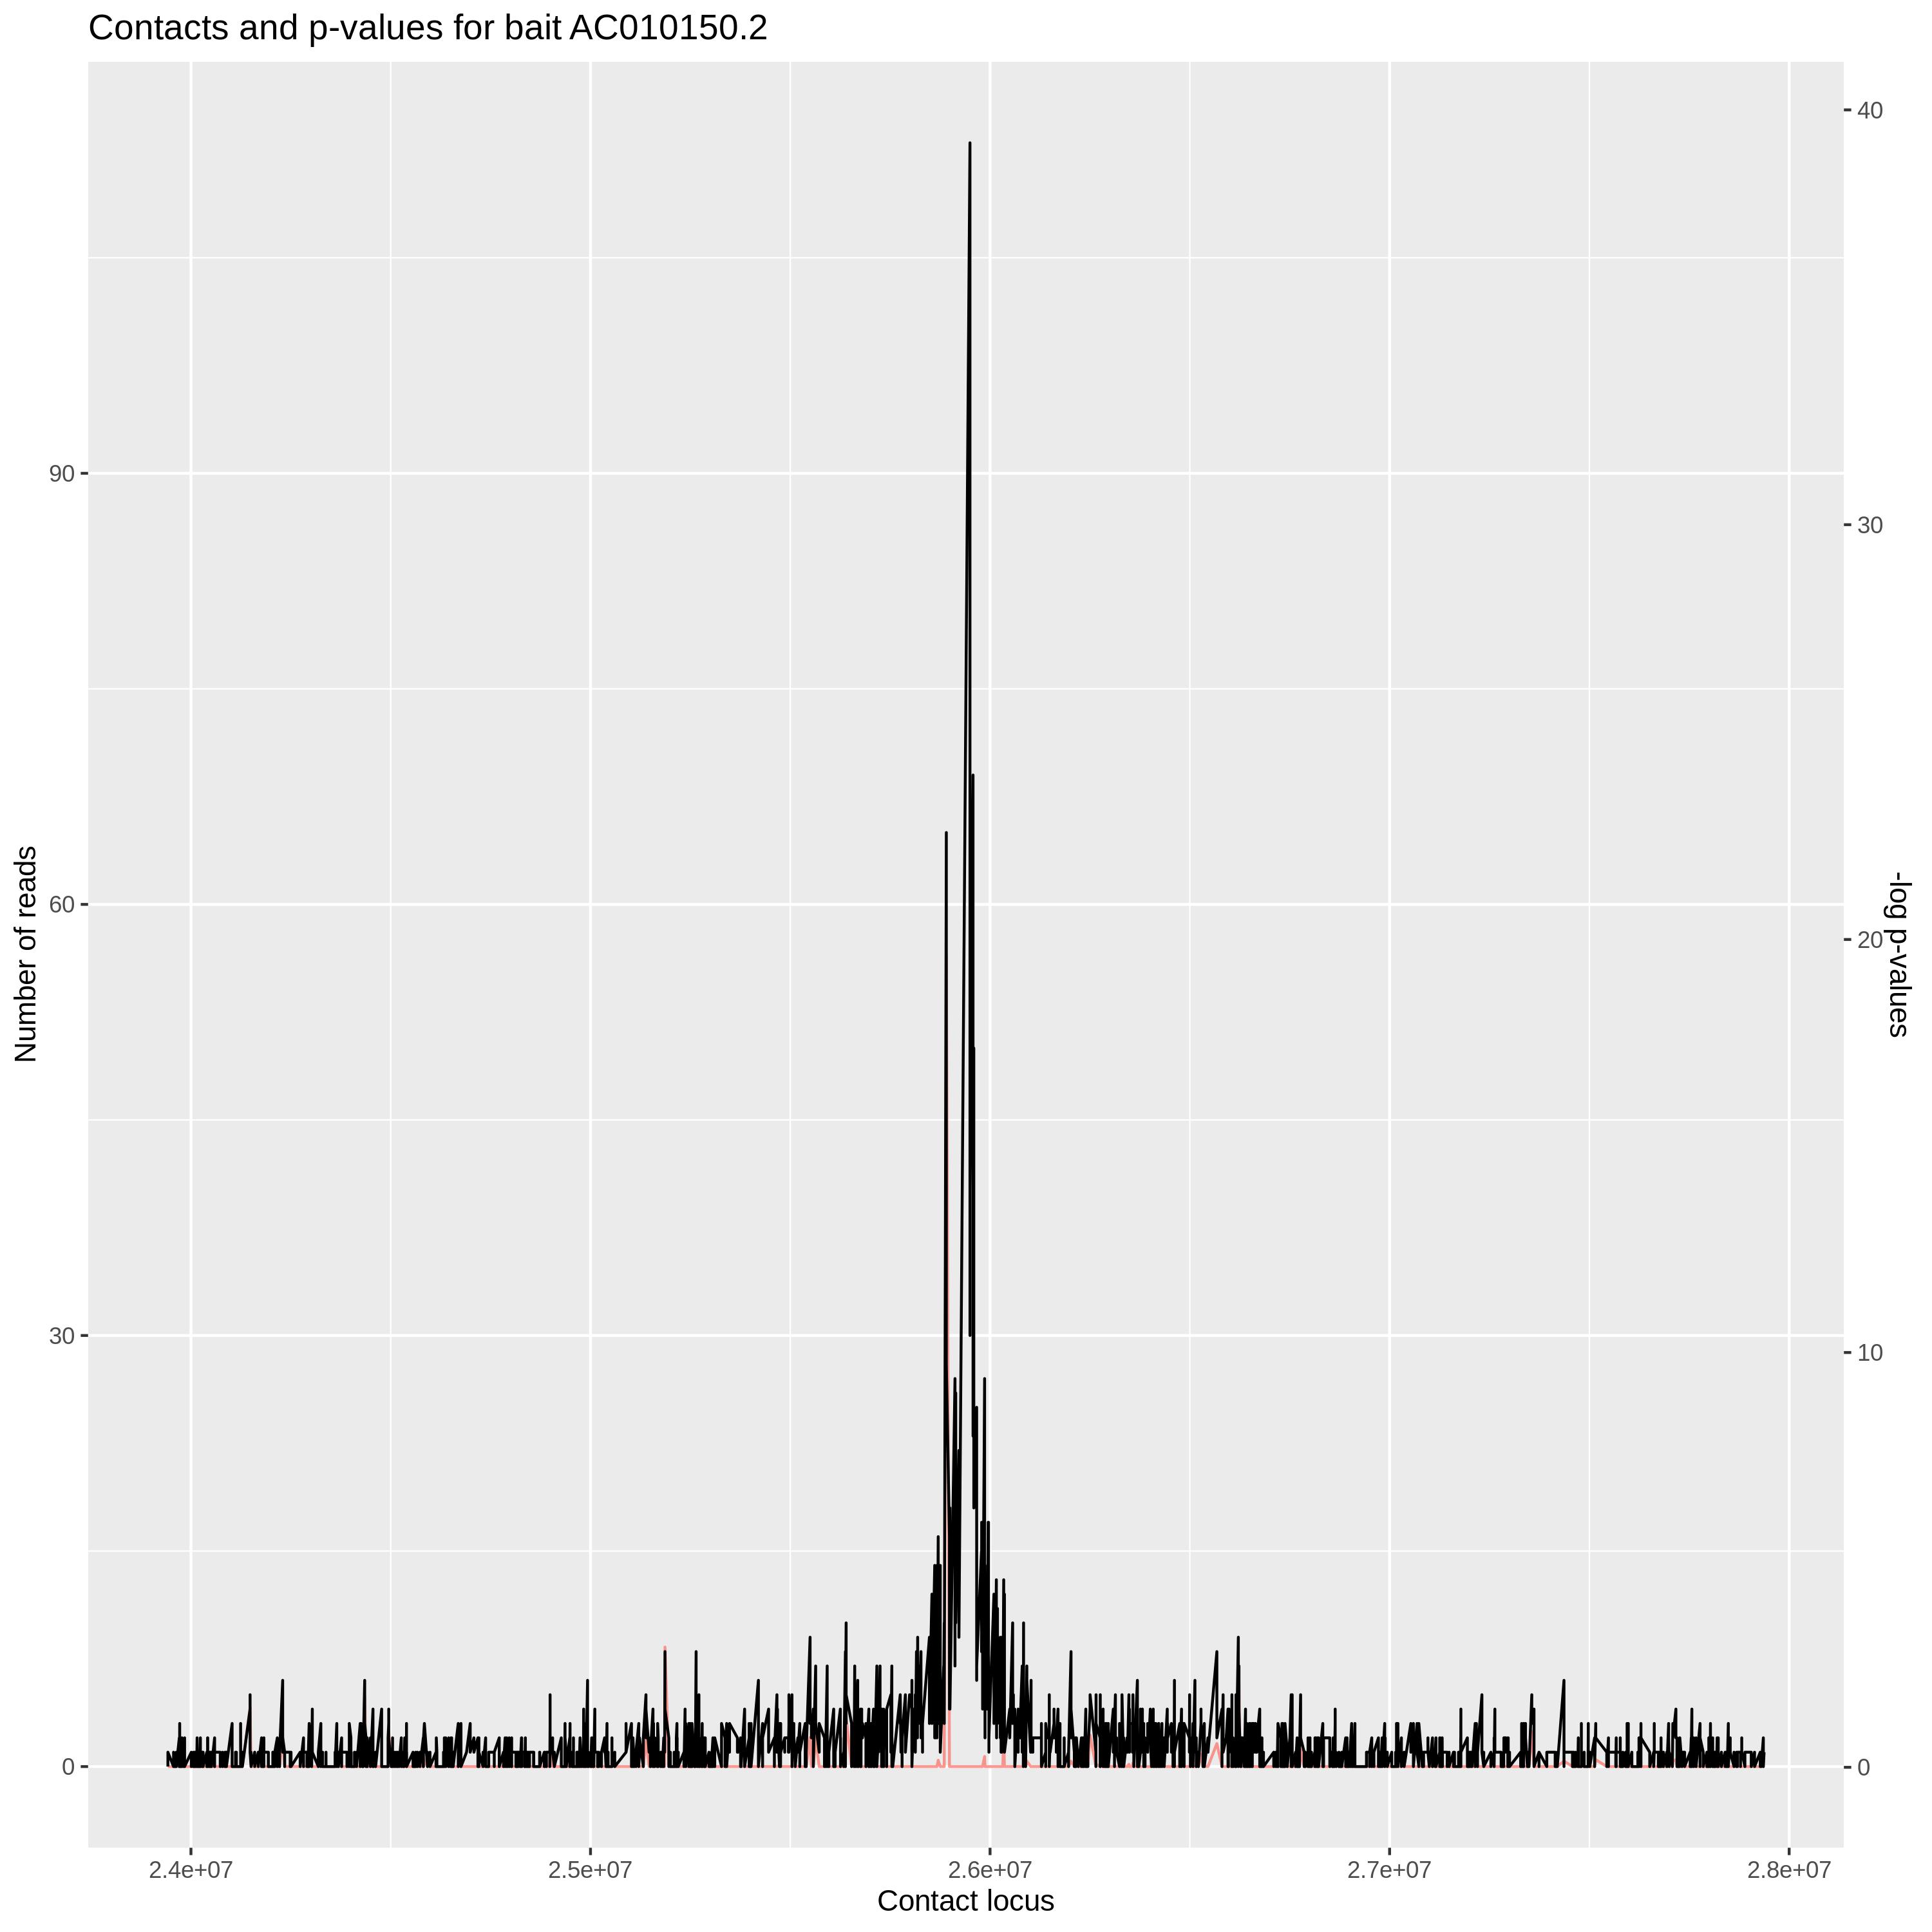 Contacts and p-values for bait AC010150.2
Number of reads
90
60
30
0
40
30
20
10
0
-log p-values
2.4e+07 2.5e+07 2.6e+07 2.7e+07 2.8e+07
Contact locus